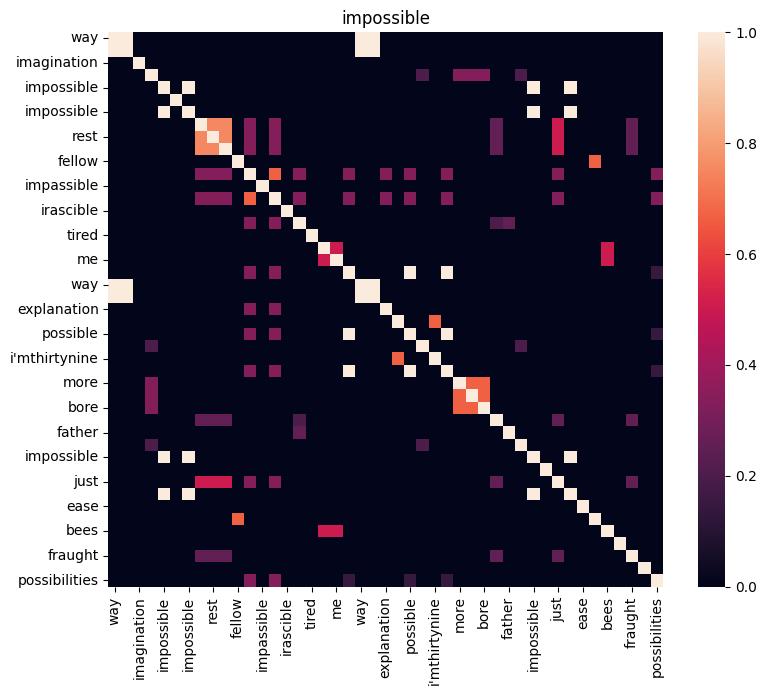 impossible
way
imagination
impossible
impossible
rest
fellow
impassible
irascible
tired
me
way
explanation
possible
i'mthirtynine
more
bore
father
impossible
just
ease
bees
fraught
possibilities
1.0
0.8
0.6
0.4
0.2
0.0
way
imagination
impossible
impossible
rest
fellow
impassible
irascible
tired
me
way
explanation
possible
i'mthirtynine
more
bore
father
impossible
just
ease
bees
fraught
possibilities